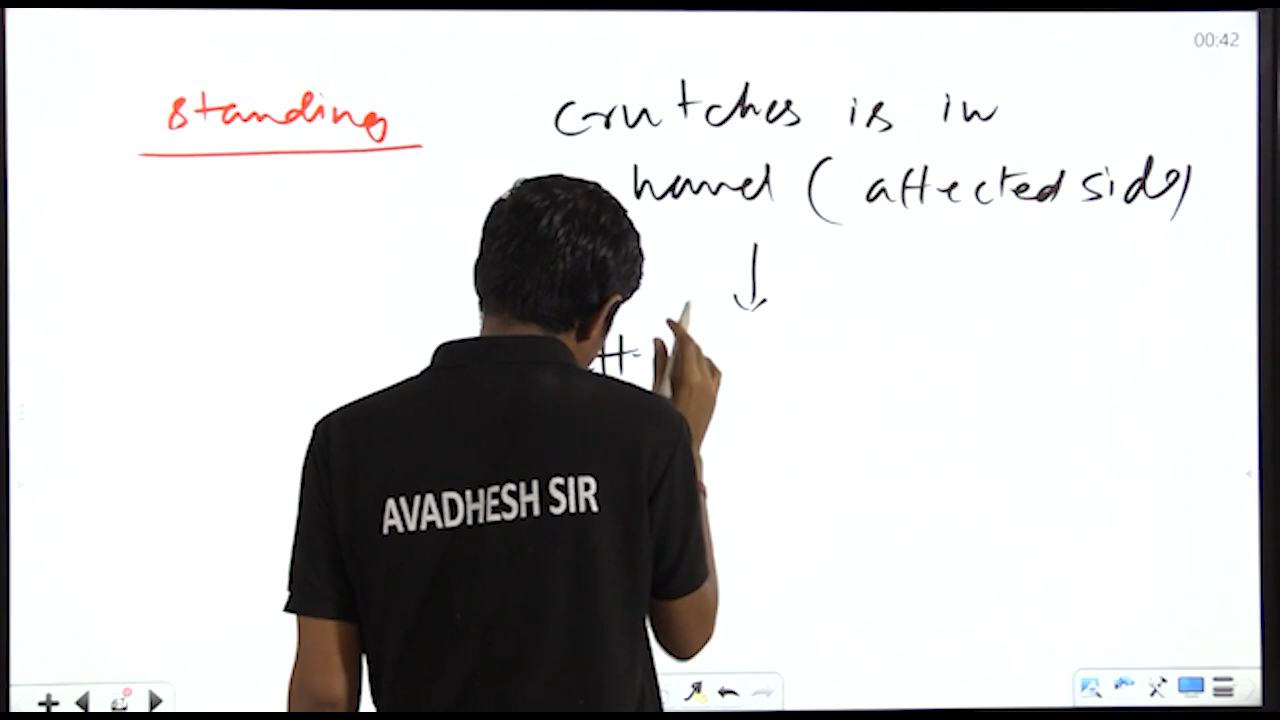 00:42
standing
crutches is in
hand (affected side)
AVADHESH SIR